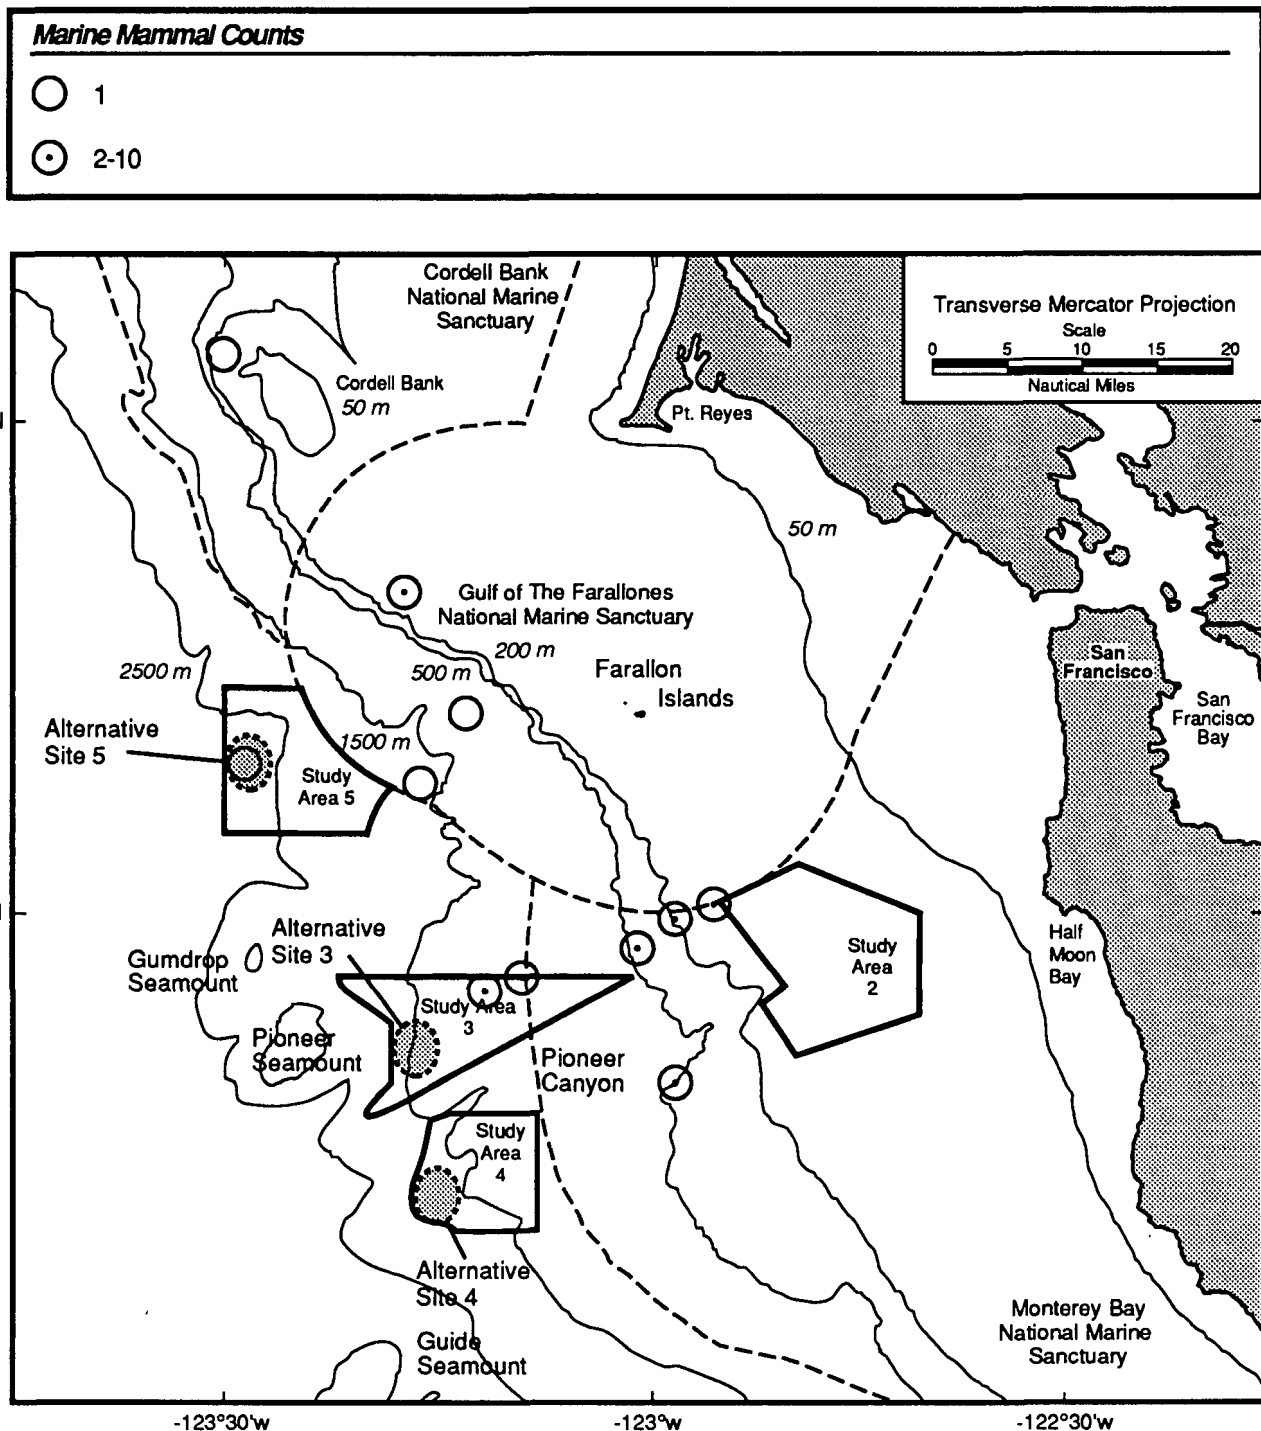 Marine Mammal Counts
1
2-10
Cordell Bank
National Marine
Sanctuary
Transverse Mercator Projection
Scale
0 5 10 15 20
Nautical Miles
Cordell Bank
50 m
Pt. Reyes
50 m
Gulf of The Farallones
National Marine Sanctuary
200 m
500 m
2500 m
Farallon
Islands
San
Francisco
San
Francisco
Bay
Alternative
Site 5
1500 m
Study
Area 5
Alternative
Site 3
Gumdrop
Seamount
Study
Area
2
Half
Moon
Bay
Study Area
3
Pioneer
Seamount
Pioneer
Canyon
Study
Area
4
Alternative
Site 4
Guide
Seamount
Monterey Bay
National Marine
Sanctuary
-123°30'W -123°W -122°30'W